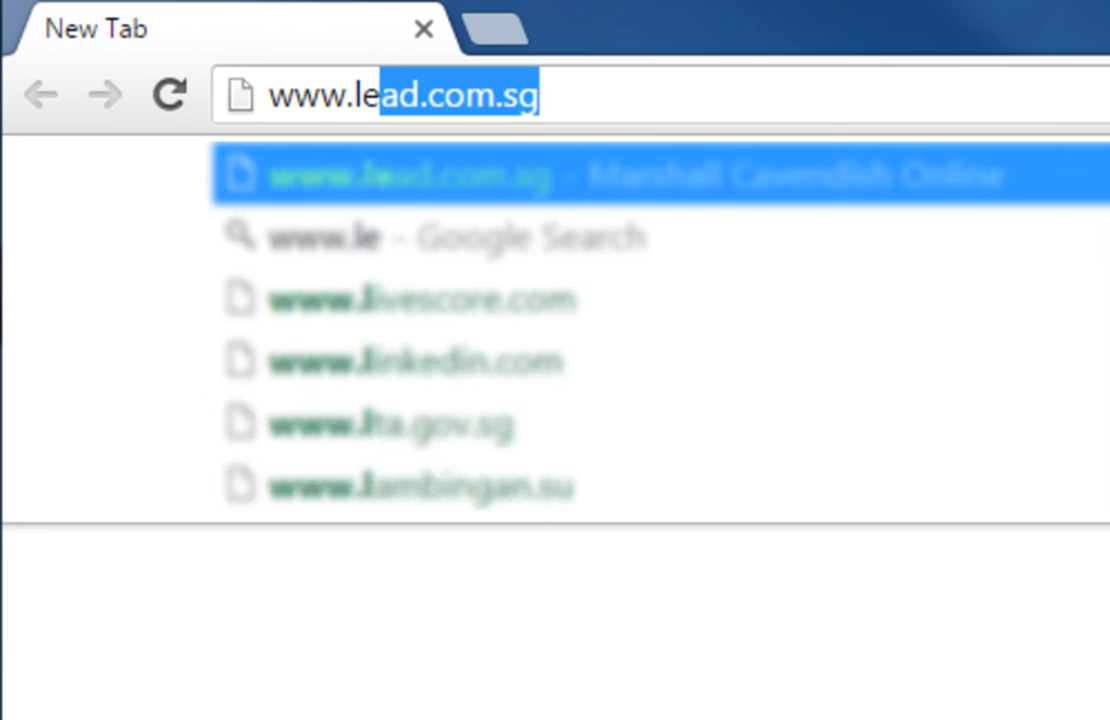 New Tab
www.lead.com.sg
www.lead.com.sg - Marshall Cavendish Online
www.le - Google Search
www.livescore.com
www.linkedin.com
www.lta.gov.sg
www.lambingan.su